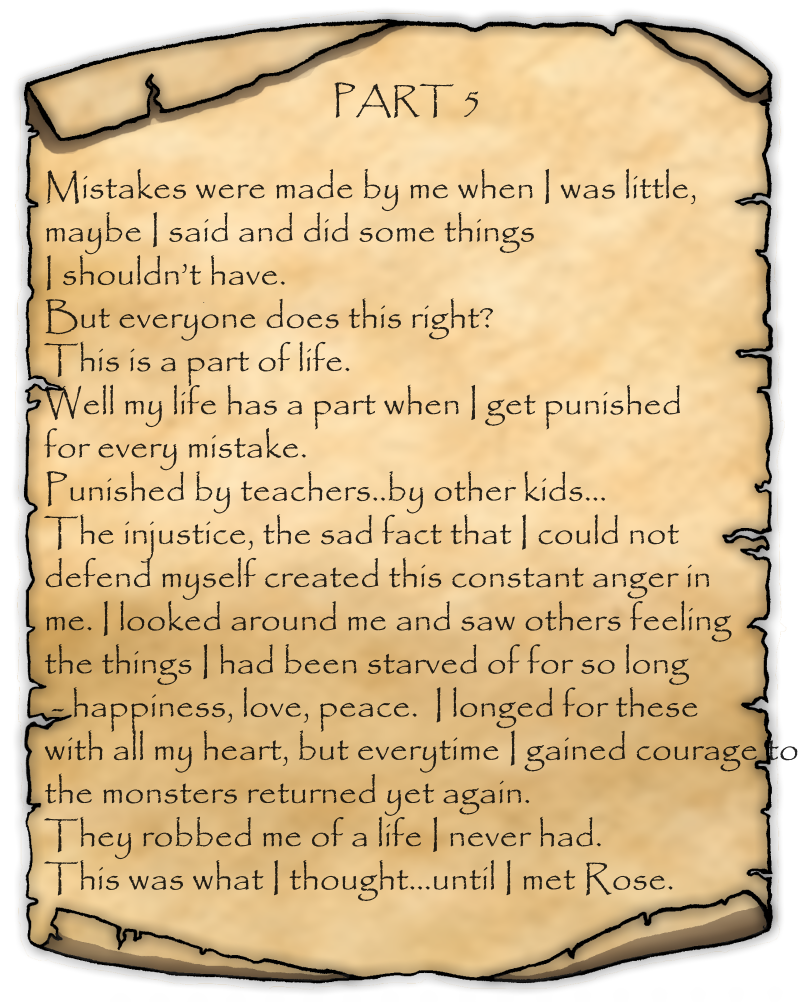 PART 5
Mistakes were made by me when I was little,
maybe I said and did some things
I shouldn't have.
But everyone does this right?
This is a part of life.
Well my life has a part when I get punished
for every mistake.
Punished by teachers..by other kids...
The injustice, the sad fact that I could not
defend myself created this constant anger in
me. I looked around me and saw others feeling
the things I had been starved of for so long
- happiness, love, peace.  I longed for these
with all my heart, but everytime I gained courage to
the monsters returned yet again.
They robbed me of a life I never had.
This was what I thought...until I met Rose.